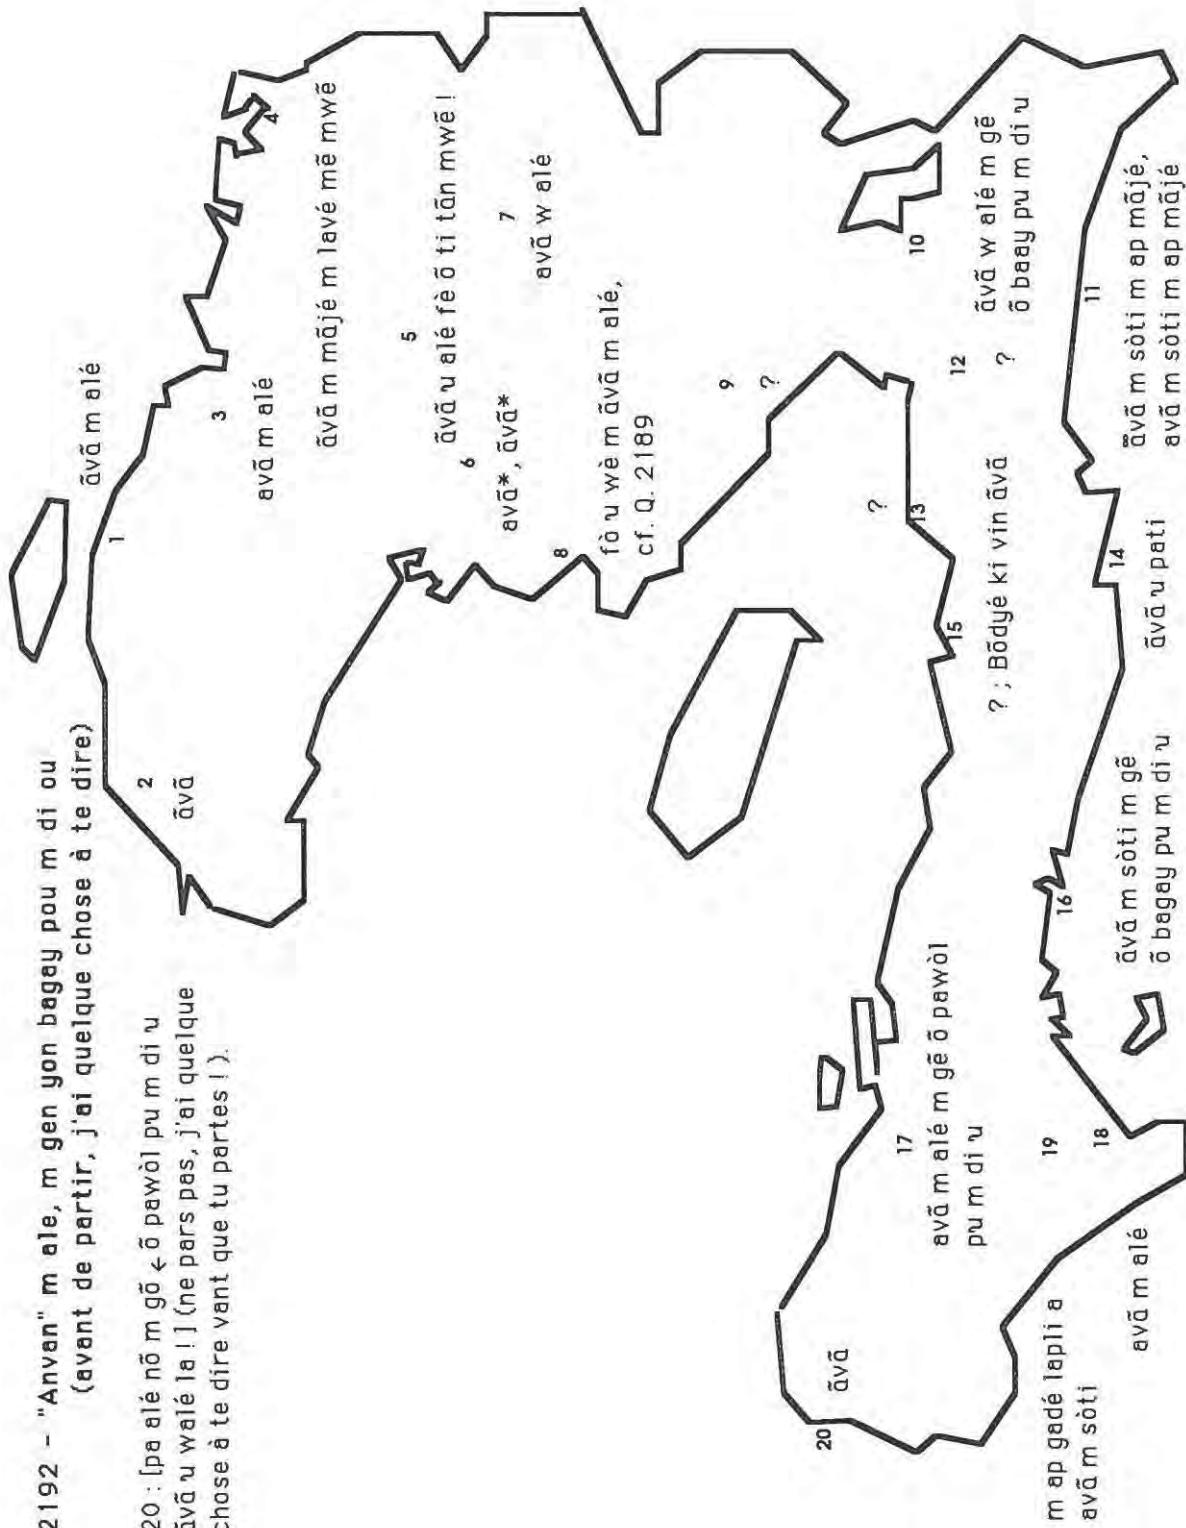 2192 - "Anvan" m ale, m gen yon bagay pou m di ou
(avant de partir, j'ai quelque chose à te dire)
20 : [pa alé nõ m gõ ← õ pawòl pu m di u
ãvã u walé la ! ] (ne pars pas, j'ai quelque
chose à te dire vant que tu partes ! ).
1
ãvã m alé
2
ãvã
3
avã m alé
4
ãvã m mãjé m lavé mẽ mwẽ
5
ãvã u alé fè õ ti tãn mwẽ !
6
avã*, ãvã*
7
avã w alé
8
fò u wè m ãvã m alé,
cf. Q. 2189
9
?
10
ãvã w alé m gẽ
õ baay pu m di u
11
ãvã m sòti m ap mãjé,
avã m sòti m ap mãjé
12
?
13
?
14
ãvã u pati
15
? ; Bõdyé ki vin ãvã
16
ãvã m sòti m gẽ
õ bagay pu m di u
17
avã m alé m gẽ õ pawòl
pu m di u
18
avã m alé
19
m ap gadé lapli a
avã m sòti
20
ãvã